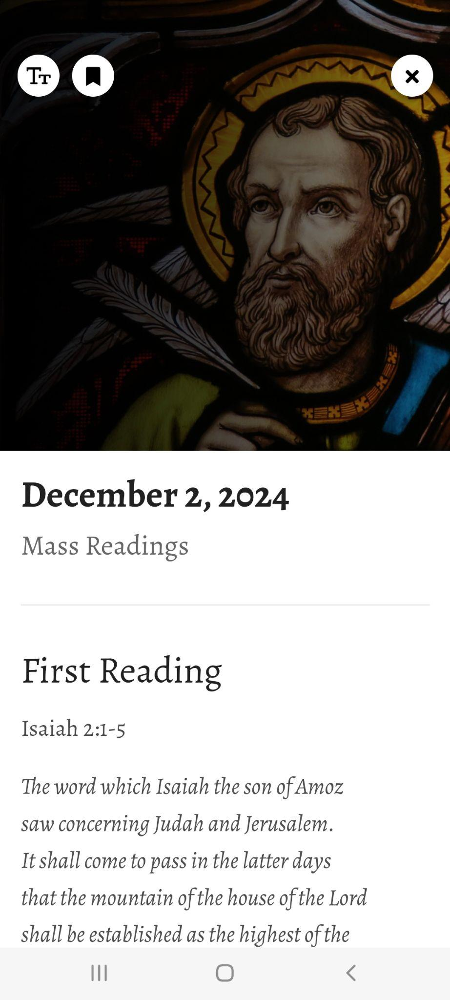 Tт
December 2, 2024
Mass Readings
First Reading
Isaiah 2:1-5
The word which Isaiah the son of Amoz
saw concerning Judah and Jerusalem.
It shall come to pass in the latter days
that the mountain of the house of the Lord
shall be established as the highest of the